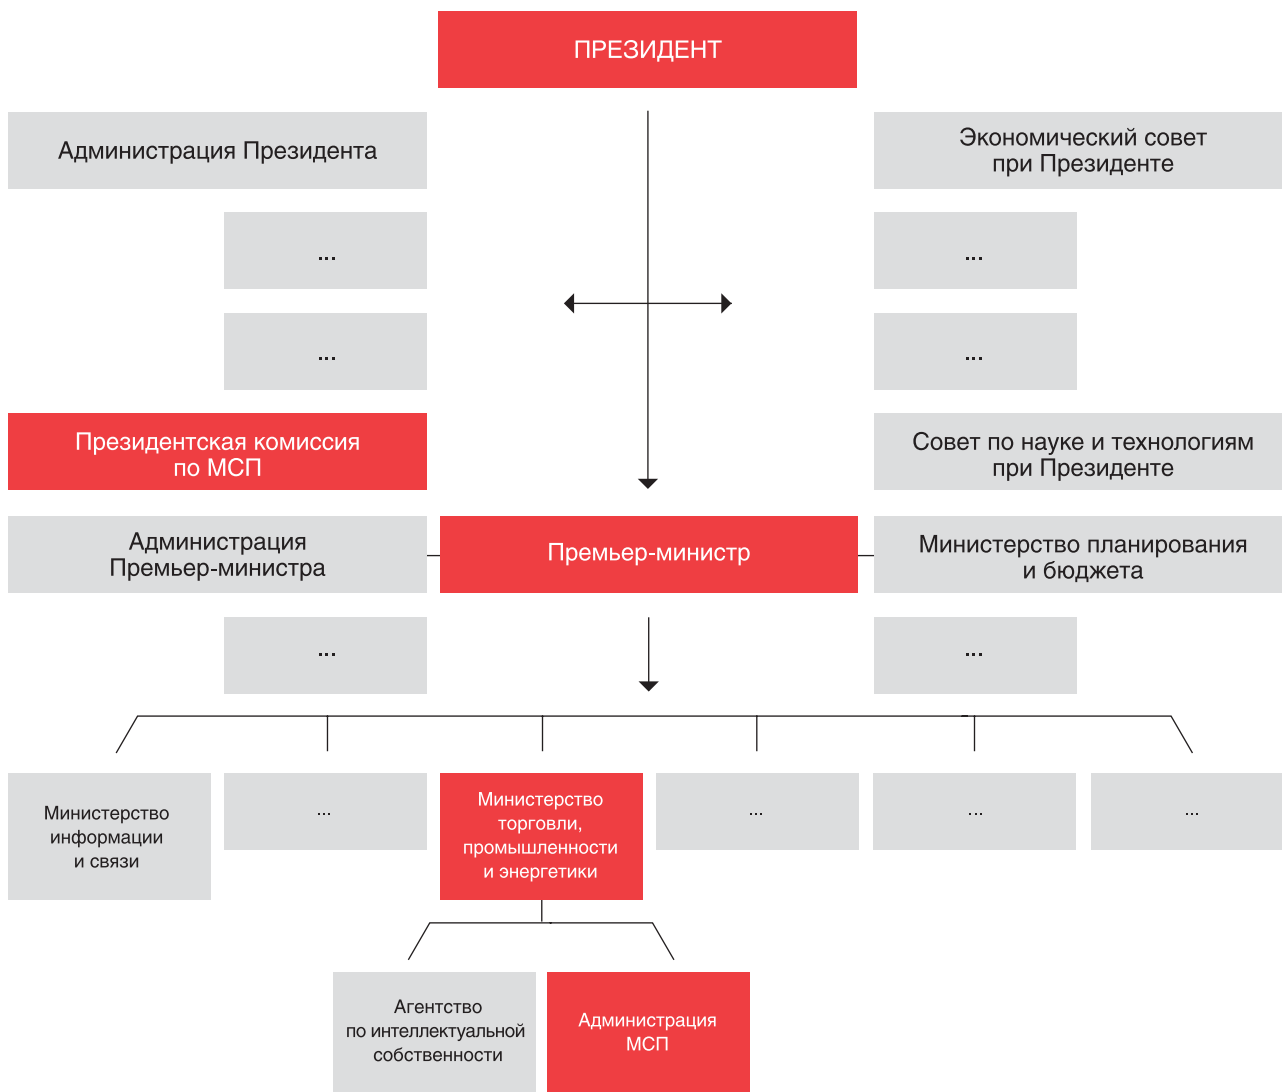 ПРЕЗИДЕНТ
Администрация Президента
Экономический совет
при Президенте
...
...
...
...
Президентская комиссия
по МСП
Совет по науке и технологиям
при Президенте
Администрация
Премьер-министра
Премьер-министр
Министерство планирования
и бюджета
...
...
Министерство
информации
и связи
...
Министерство
торговли,
промышленности
и энергетики
...
...
...
Агентство
по интеллектуальной
собственности
Администрация
МСП